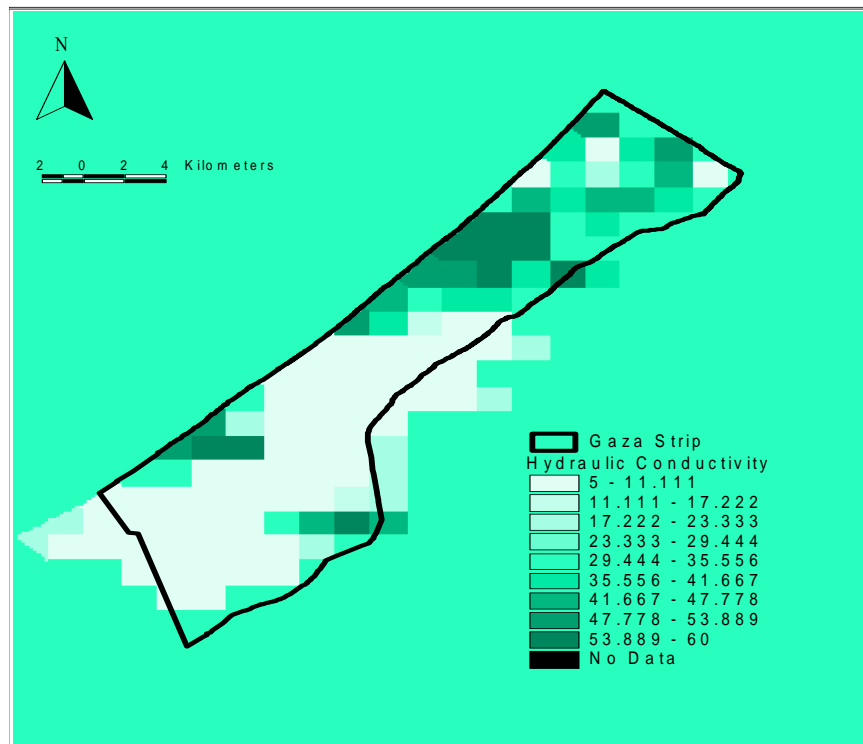 N
2 0 2 4 Kilometers
Gaza Strip
Hydraulic Conductivity
5 - 11.111
11.111 - 17.222
17.222 - 23.333
23.333 - 29.444
29.444 - 35.556
35.556 - 41.667
41.667 - 47.778
47.778 - 53.889
53.889 - 60
No Data